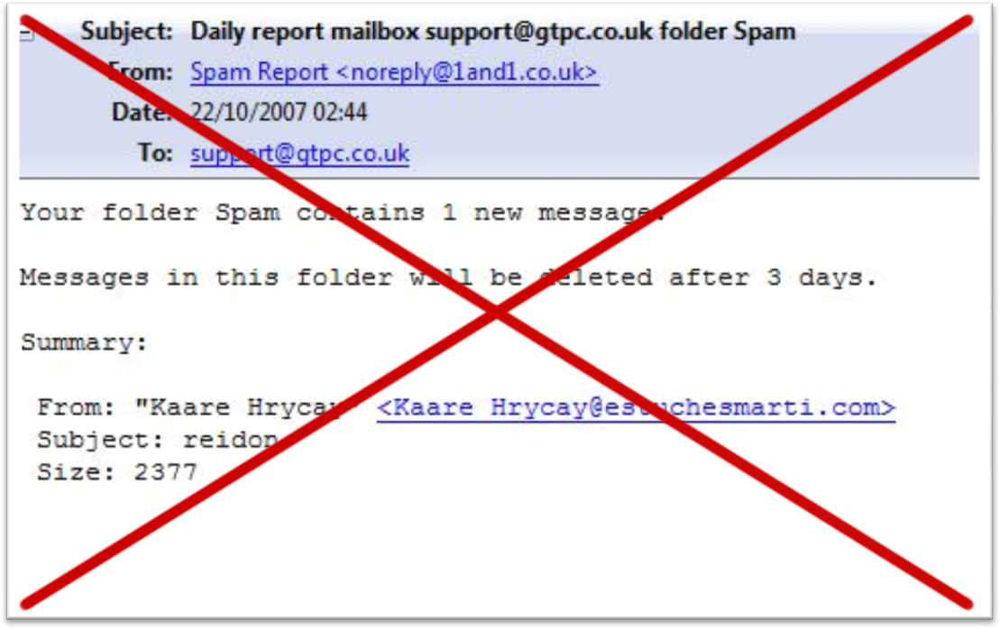 Subject: Daily report mailbox support@gtpc.co.uk folder Spam
From: Spam Report <noreply@1and1.co.uk>
Date: 22/10/2007 02:44
To: support@gtpc.co.uk
Your folder Spam contains 1 new message.
Messages in this folder will be deleted after 3 days.
Summary:
From: "Kaare Hrycay" <Kaare Hrycay@estuchesmarti.com>
Subject: reidon
Size: 2377